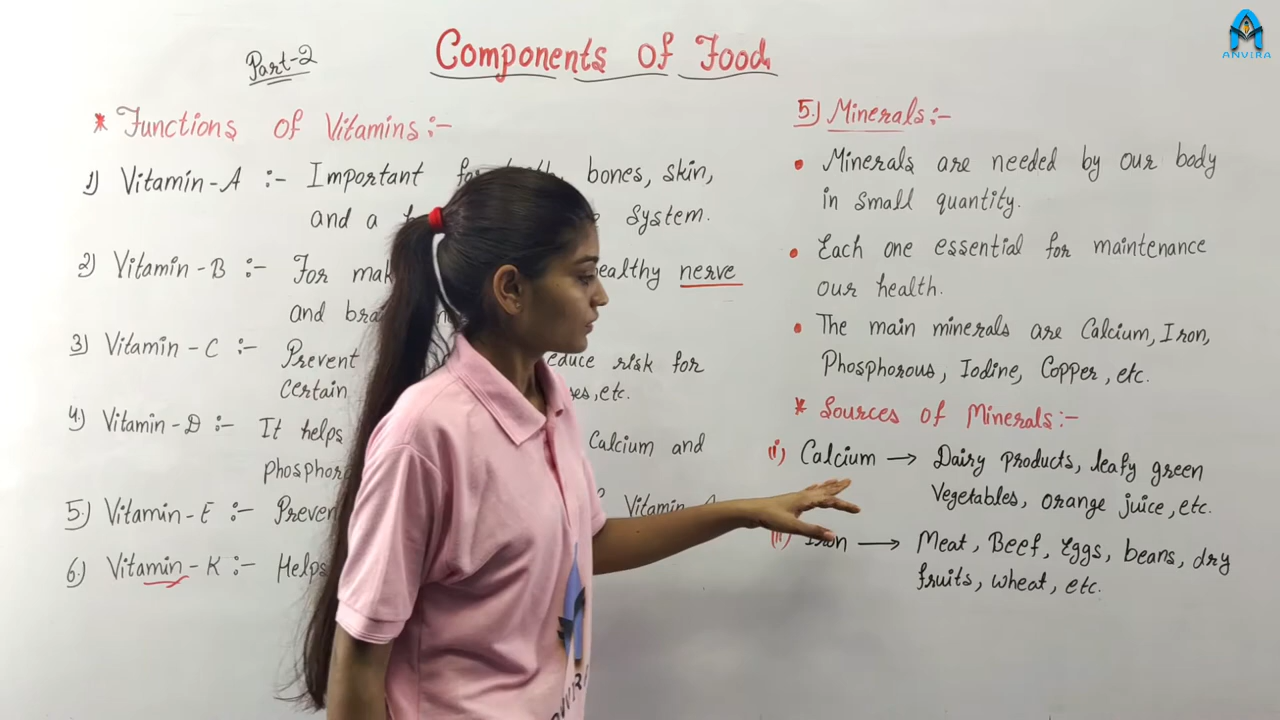 Part-2
Components of Food
* Functions of Vitamins:-
1) Vitamin-A :- Important for bones, skin,
and a system.
2) Vitamin-B :- For healthy nerve
and
3.) Vitamin-C :- Prevent reduce risk for
certain etc.
4.) Vitamin-D :- It helps Calcium and
5.) Vitamin-E :- Vitamin
6.) Vitamin-K :- Helps
5.) Minerals:-
• Minerals are needed by our body
in small quantity.
• Each one essential for maintenance
our health.
• The main minerals are Calcium, Iron,
Phosphorous, Iodine, Copper, etc.
* Sources of Minerals:-
(i) Calcium → Dairy products, leafy green
Vegetables, orange juice, etc.
(ii) Iron → Meat, Beef, Eggs, beans, dry
fruits, wheat, etc.
ANVIRA